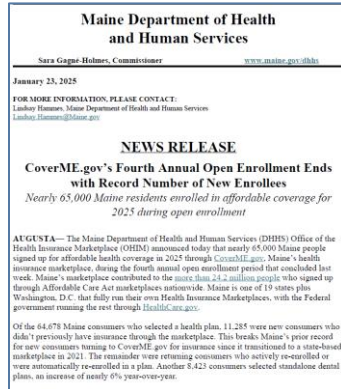 Maine Department of Health
and Human Services
Sara Gagné-Holmes, Commissioner www.maine.gov/dhhs
January 23, 2025
FOR MORE INFORMATION, PLEASE CONTACT:
Lindsay Hammes, Maine Department of Health and Human Services
Lindsay.Hammes@Maine.gov
NEWS RELEASE
CoverME.gov's Fourth Annual Open Enrollment Ends
with Record Number of New Enrollees
Nearly 65,000 Maine residents enrolled in affordable coverage for
2025 during open enrollment
AUGUSTA— The Maine Department of Health and Human Services (DHHS) Office of the
Health Insurance Marketplace (OHIM) announced today that nearly 65,000 Maine people
signed up for affordable health coverage in 2025 through CoverME.gov, Maine's health
insurance marketplace, during the fourth annual open enrollment period that concluded last
week. Maine's marketplace contributed to the more than 24.2 million people who signed up
through Affordable Care Act marketplaces nationwide. Maine is one of 19 states plus
Washington, D.C. that fully run their own Health Insurance Marketplaces, with the Federal
government running the rest through HealthCare.gov.
Of the 64,678 Maine consumers who selected a health plan, 11,285 were new consumers who
didn't previously have insurance through the marketplace. This breaks Maine's prior record
for new consumers turning to CoverME.gov for insurance since it transitioned to a state-based
marketplace in 2021. The remainder were returning consumers who actively re-enrolled or
were automatically re-enrolled in a plan. Another 8,423 consumers selected standalone dental
plans, an increase of nearly 6% year-over-year.